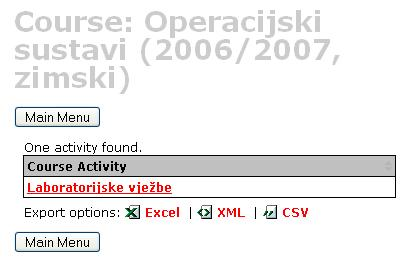 Course: Operacijski
sustavi (2006/2007,
zimski)
Main Menu
One activity found.
Course Activity
Laboratorijske vježbe
Export options: Excel | XML | CSV
Main Menu